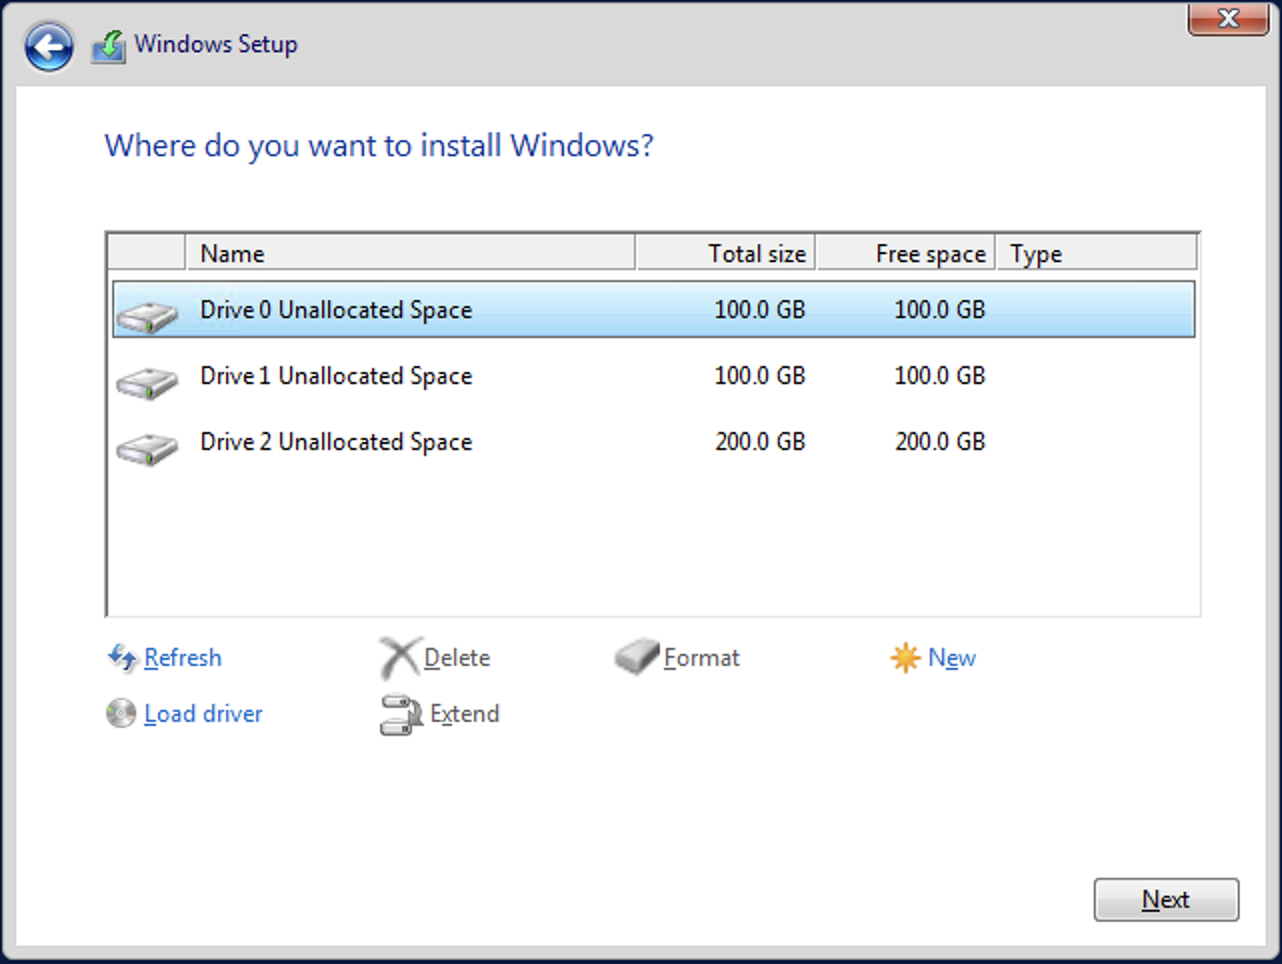 Windows Setup
Where do you want to install Windows?
Name Total size Free space Type
Drive 0 Unallocated Space 100.0 GB 100.0 GB
Drive 1 Unallocated Space 100.0 GB 100.0 GB
Drive 2 Unallocated Space 200.0 GB 200.0 GB
Refresh Delete Format New
Load driver Extend
Next